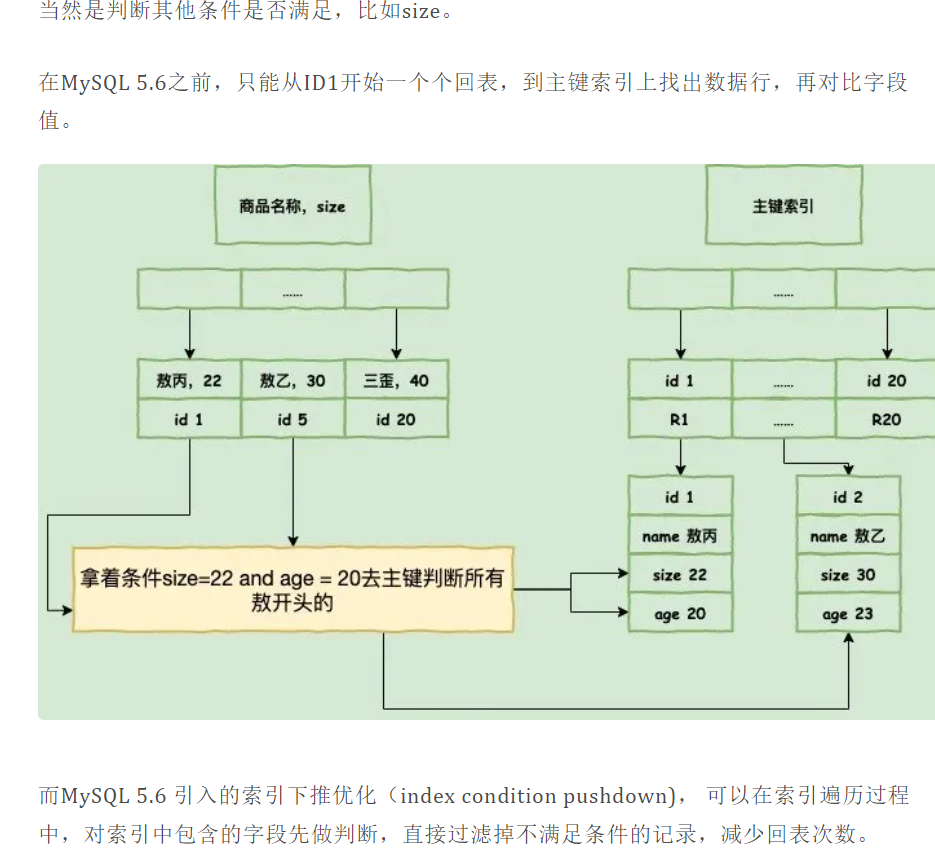 当然是判断其他条件是否满足，比如size。
在MySQL 5.6之前，只能从ID1开始一个个回表，到主键索引上找出数据行，再对比字段
值。
商品名称，size
主键索引
......
......
敖丙，22 敖乙，30 三歪，40
id 1 id 5 id 20
id 1 ...... id 20
R1 ...... R20
id 1
name 敖丙
size 22
age 20
id 2
name 敖乙
size 30
age 23
拿着条件size=22 and age = 20去主键判断所有
敖开头的
而MySQL 5.6 引入的索引下推优化（index condition pushdown)， 可以在索引遍历过程
中，对索引中包含的字段先做判断，直接过滤掉不满足条件的记录，减少回表次数。